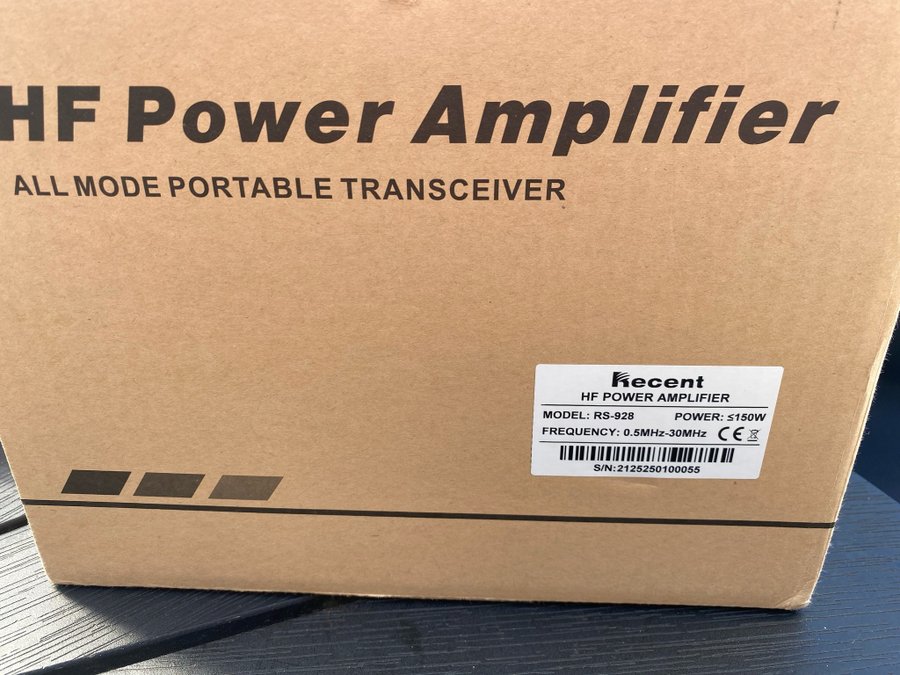 HF Power Amplifier
ALL MODE PORTABLE TRANSCEIVER
Recent
HF POWER AMPLIFIER
MODEL: RS-928 POWER: ≤150W
FREQUENCY: 0.5MHz-30MHz CE
S/N:2125250100055